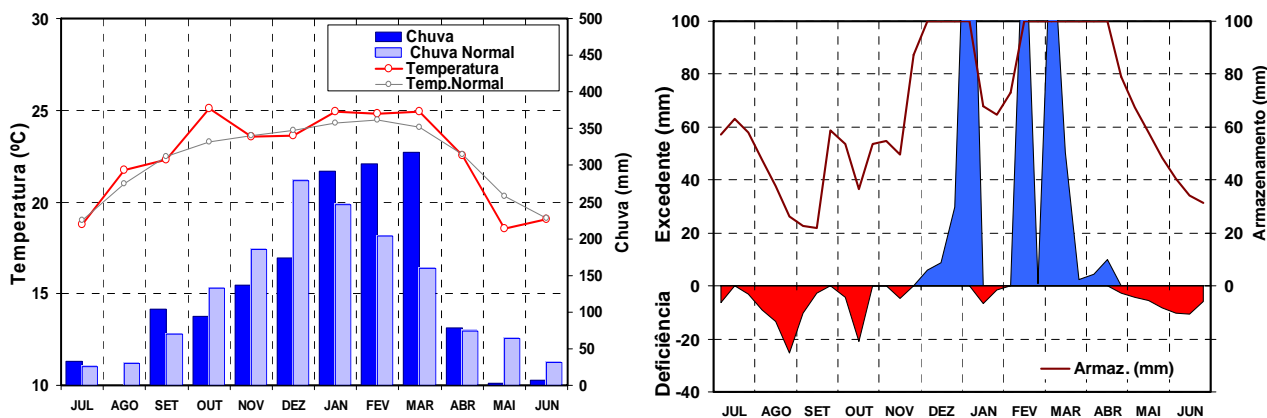 30
25
20
15
10
Temperatura (ºC)
500
450
400
350
300
250
200
150
100
50
0
Chuva (mm)
Chuva
Chuva Normal
Temperatura
Temp.Normal
JUL AGO SET OUT NOV DEZ JAN FEV MAR ABR MAI JUN
100
80
60
40
20
0
-20
-40
Deficiência Excedente (mm)
100
80
60
40
20
0
Armazenamento (mm)
Armaz. (mm)
JUL AGO SET OUT NOV DEZ JAN FEV MAR ABR MAI JUN